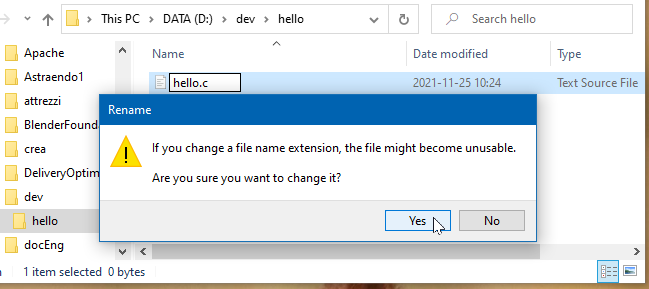 This PC > DATA (D:) > dev > hello
Search hello
Name Date modified Type
Apache
Astraendo1
attrezzi
BlenderFound
crea
DeliveryOptim
dev
hello
docEng
hello.c 2021-11-25 10:24 Text Source File
Rename
If you change a file name extension, the file might become unusable.
Are you sure you want to change it?
Yes No
1 item selected 0 bytes